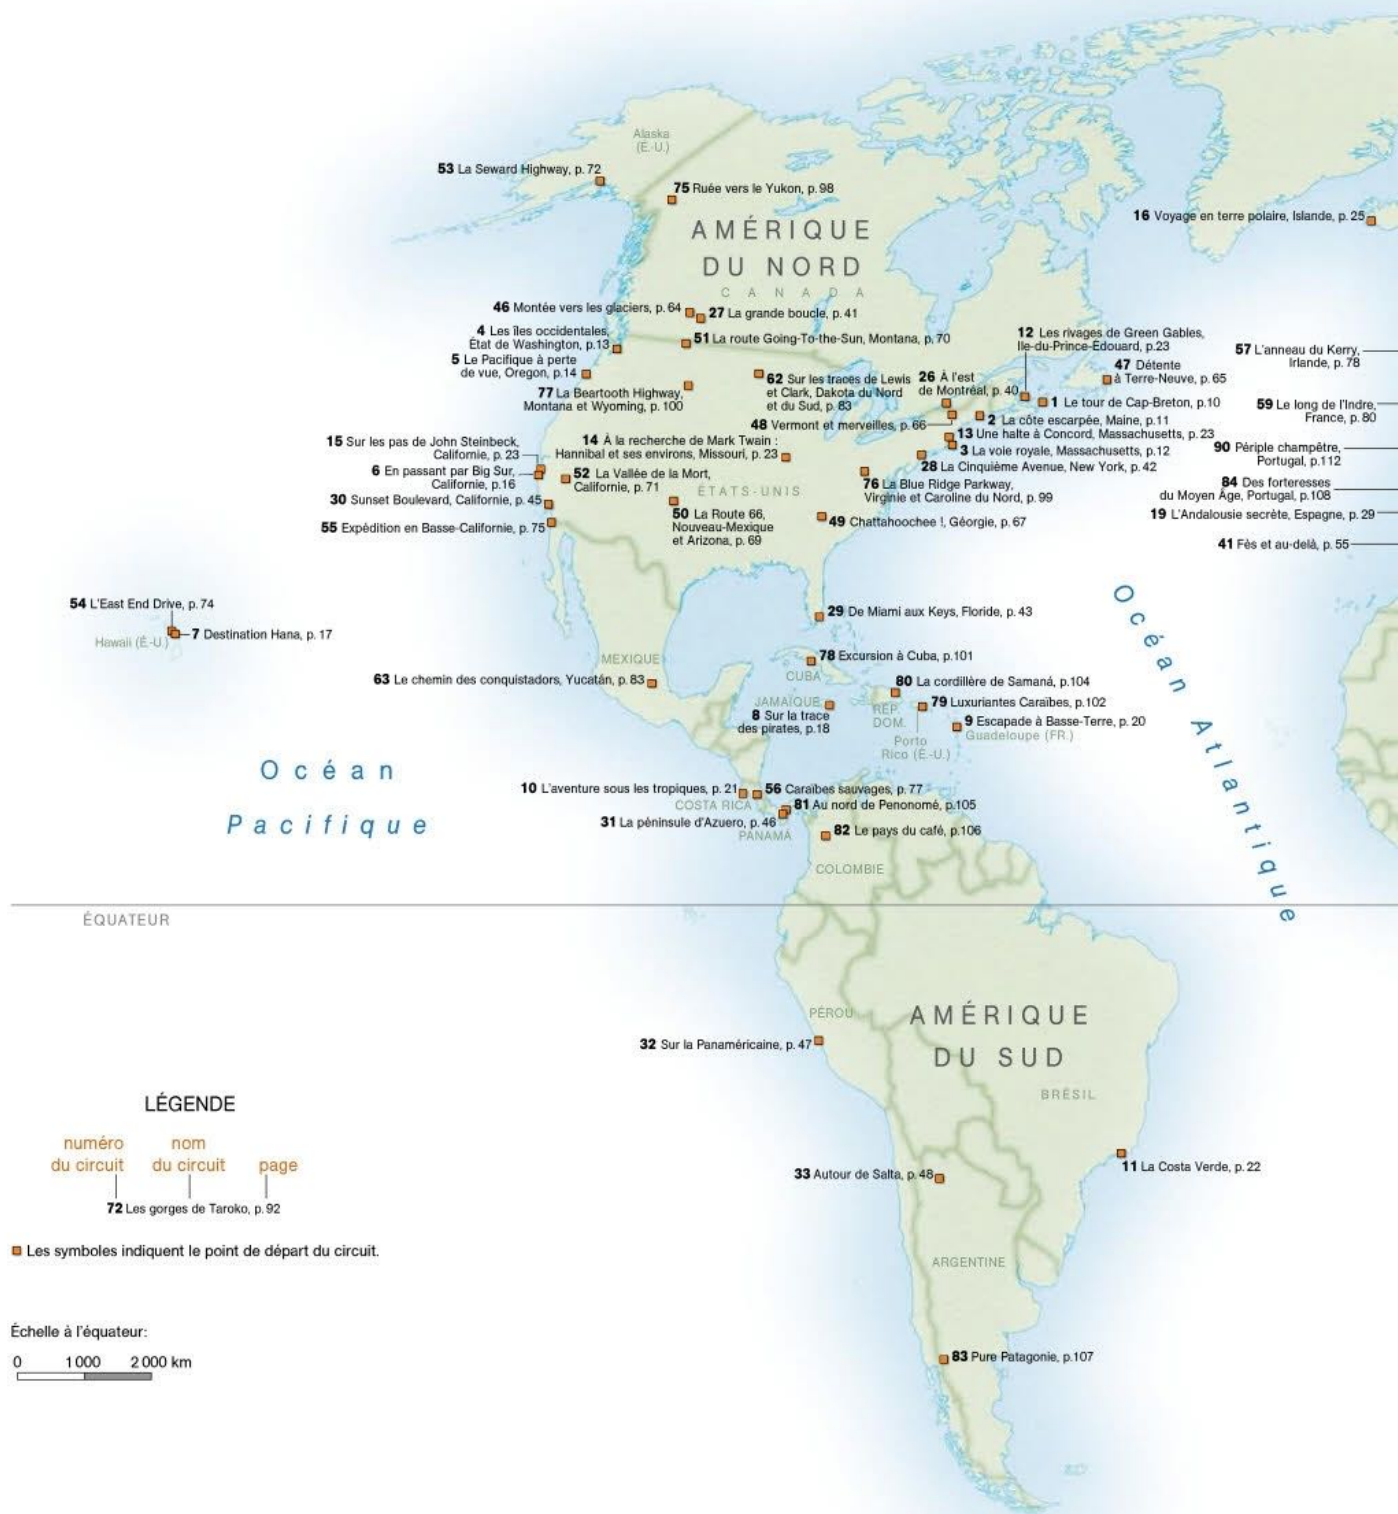 Alaska
(É.-U.)
53 La Seward Highway, p. 72
75 Ruée vers le Yukon, p. 98
16 Voyage en terre polaire, Islande, p. 25
AMÉRIQUE
DU NORD
CANADA
46 Montée vers les glaciers, p. 64
27 La grande boucle, p. 41
4 Les îles occidentales,
État de Washington, p. 13
51 La route Going-To-the-Sun, Montana, p. 70
12 Les rivages de Green Gables,
Ile-du-Prince-Édouard, p.23
57 L'anneau du Kerry,
Irlande, p. 78
5 Le Pacifique à perte
de vue, Oregon, p. 14
47 Détente
à Terre-Neuve, p. 65
62 Sur les traces de Lewis
et Clark, Dakota du Nord
et du Sud, p. 83
26 À l'est
de Montréal, p. 40
77 La Beartooth Highway,
Montana et Wyoming, p. 100
1 Le tour de Cap-Breton, p. 10
59 Le long de l'Indre,
France, p. 80
2 La côte escarpée, Maine, p. 11
48 Vermont et merveilles, p. 66
13 Une halte à Concord, Massachusetts, p. 23
15 Sur les pas de John Steinbeck,
Californie, p. 23
14 À la recherche de Mark Twain :
Hannibal et ses environs, Missouri, p. 23
3 La voie royale, Massachusetts, p. 12
90 Périple champêtre,
Portugal, p.112
28 La Cinquième Avenue, New York, p. 42
6 En passant par Big Sur,
Californie, p. 16
52 La Vallée de la Mort,
Californie, p. 71
76 La Blue Ridge Parkway,
Virginie et Caroline du Nord, p. 99
84 Des forteresses
du Moyen Âge, Portugal, p.108
ÉTATS-UNIS
30 Sunset Boulevard, Californie, p. 45
50 La Route 66,
Nouveau-Mexique
et Arizona, p. 69
19 L'Andalousie secrète, Espagne, p. 29
49 Chattahoochee !, Géorgie, p. 67
55 Expédition en Basse-Californie, p. 75
41 Fès et au-delà, p. 55
54 L'East End Drive, p. 74
Hawaii (É.-U.)
7 Destination Hana, p. 17
29 De Miami aux Keys, Floride, p. 43
Océan Atlantique
MEXIQUE
78 Excursion à Cuba, p.101
CUBA
63 Le chemin des conquistadors, Yucatán, p. 83
80 La cordillère de Samaná, p.104
JAMAÏQUE
8 Sur la trace
des pirates, p.18
RÉP.
DOM.
79 Luxuriantes Caraïbes, p.102
9 Escapade à Basse-Terre, p. 20
Guadeloupe (FR.)
Porto
Rico (É.-U.)
Océan
Pacifique
10 L'aventure sous les tropiques, p. 21
56 Caraïbes sauvages, p. 77
COSTA RICA
81 Au nord de Penonomé, p.105
31 La péninsule d'Azuero, p. 46
PANAMÁ
82 Le pays du café, p.106
COLOMBIE
ÉQUATEUR
PÉROU
AMÉRIQUE
DU SUD
32 Sur la Panaméricaine, p. 47
BRÉSIL
11 La Costa Verde, p. 22
33 Autour de Salta, p. 48
ARGENTINE
83 Pure Patagonie, p.107
LÉGENDE
numéro
du circuit
nom
du circuit
page
72 Les gorges de Taroko, p. 92
Les symboles indiquent le point de départ du circuit.
Échelle à l'équateur:
0 1 000 2 000 km